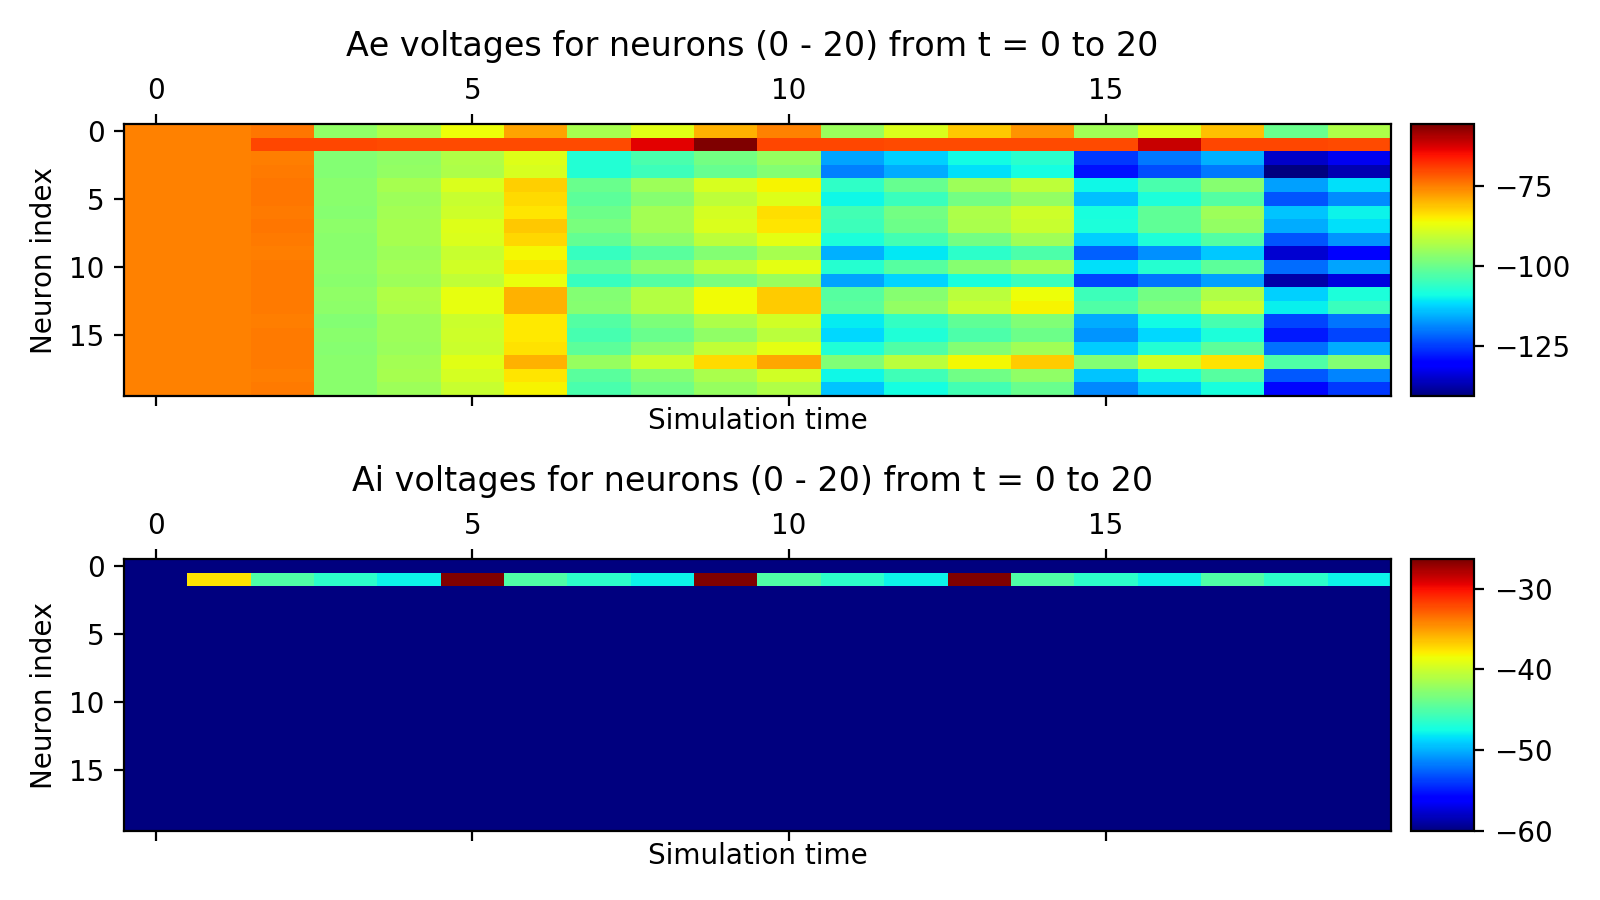 Ae voltages for neurons (0 - 20) from t = 0 to 20
0 5 10 15
0
5
10
15
Neuron index
Simulation time
−75
−100
−125
Ai voltages for neurons (0 - 20) from t = 0 to 20
0 5 10 15
0
5
10
15
Neuron index
Simulation time
−30
−40
−50
−60